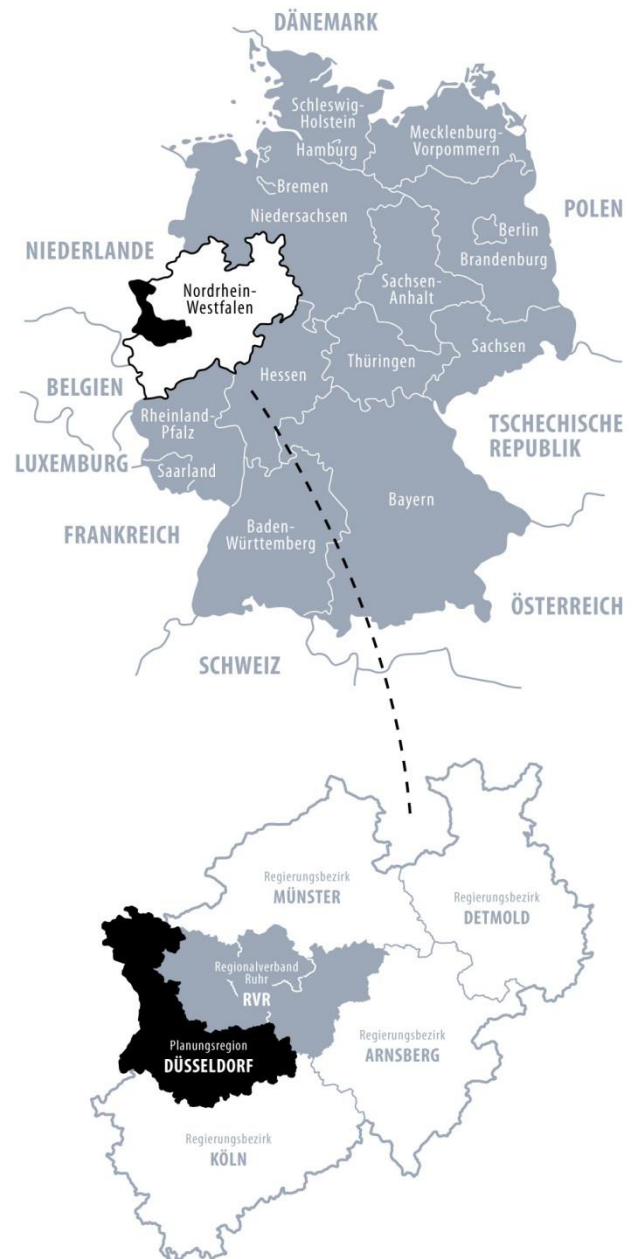 DÄNEMARK
Schleswig-
Holstein
Mecklenburg-
Vorpommern
Hamburg
Bremen
Niedersachsen
POLEN
Berlin
Brandenburg
NIEDERLANDE
Nordrhein-
Westfalen
Sachsen-
Anhalt
Sachsen
Thüringen
Hessen
BELGIEN
Rheinland-
Pfalz
TSCHECHISCHE
REPUBLIK
LUXEMBURG
Saarland
Bayern
FRANKREICH
Baden-
Württemberg
ÖSTERREICH
SCHWEIZ
Regierungsbezirk
MÜNSTER
Regierungsbezirk
DETMOLD
Regionalverband
Ruhr
RVR
Planungsregion
DÜSSELDORF
Regierungsbezirk
ARNSBERG
Regierungsbezirk
KÖLN